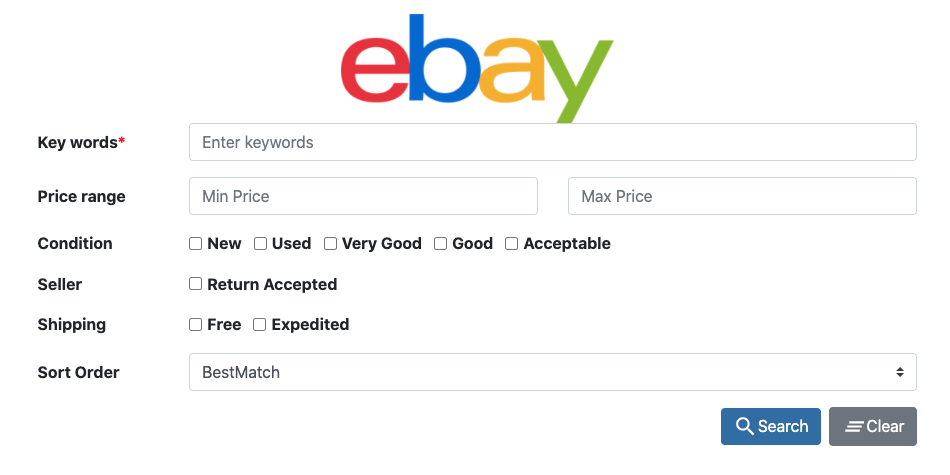 ebay
Key words* Enter keywords
Price range Min Price Max Price
Condition New Used Very Good Good Acceptable
Seller Return Accepted
Shipping Free Expedited
Sort Order BestMatch
Search Clear